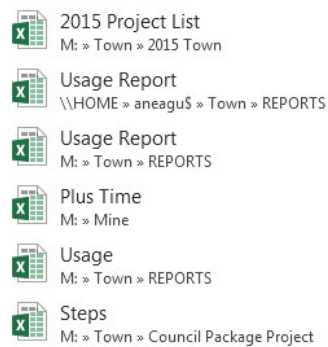 2015 Project List
M: » Town » 2015 Town
Usage Report
\\HOME » aneagu$ » Town » REPORTS
Usage Report
M: » Town » REPORTS
Plus Time
M: » Mine
Usage
M: » Town » REPORTS
Steps
M: » Town » Council Package Project